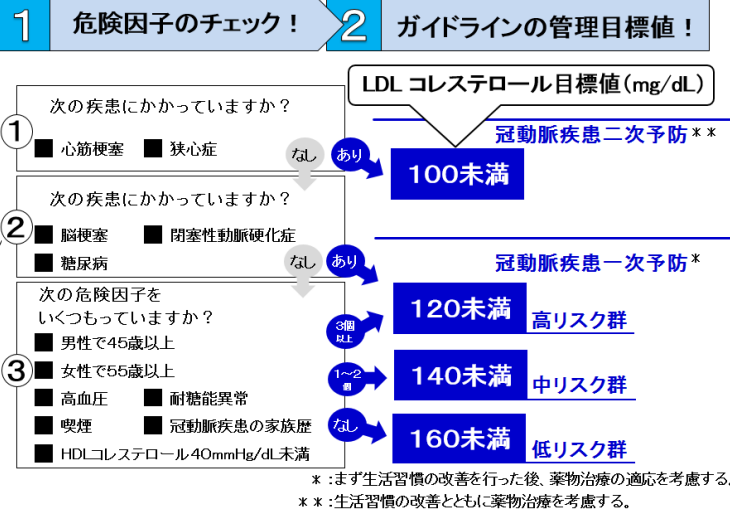 1 危険因子のチェック！
2 ガイドラインの管理目標値！
LDL コレステロール目標値(mg/dL)
① 次の疾患にかかっていますか？
■ 心筋梗塞 ■ 狭心症
なし
あり
冠動脈疾患二次予防**
100未満
② 次の疾患にかかっていますか？
■ 脳梗塞 ■ 閉塞性動脈硬化症
■ 糖尿病
なし
あり
冠動脈疾患一次予防*
120未満 高リスク群
③ 次の危険因子を
いくつもっていますか？
■ 男性で45歳以上
■ 女性で55歳以上
■ 高血圧 ■ 耐糖能異常
■ 喫煙 ■ 冠動脈疾患の家族歴
■ HDLコレステロール40mmHg/dL未満
3個
以上
1～2
個
140未満 中リスク群
なし
160未満 低リスク群
＊：まず生活習慣の改善を行った後、薬物治療の適応を考慮する。
＊＊：生活習慣の改善とともに薬物治療を考慮する。